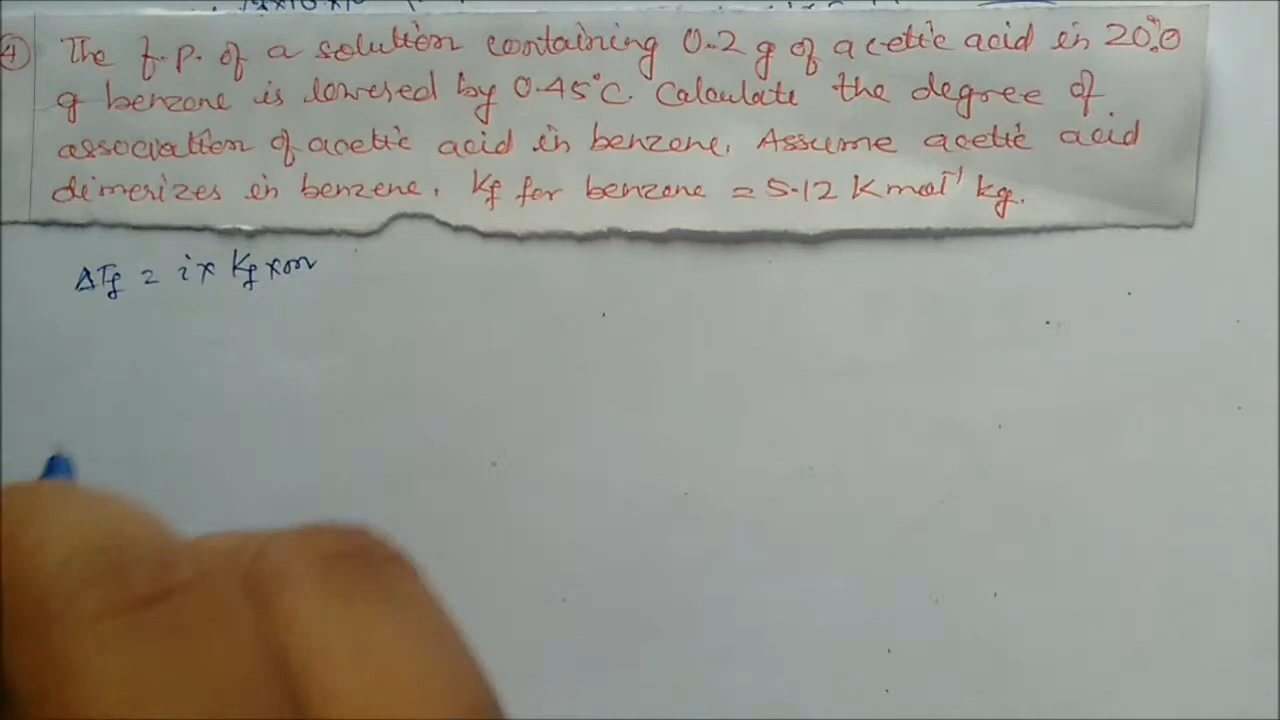 4 The f.p. of a solution containing 0.2 g of acetic acid in 20.0
g benzene is lowered by 0.45°C. Calculate the degree of
association of acetic acid in benzene. Assume acetic acid
dimerizes in benzene. Kf for benzene = 5.12 K mol⁻¹ kg.
ΔTf = i x Kf x m